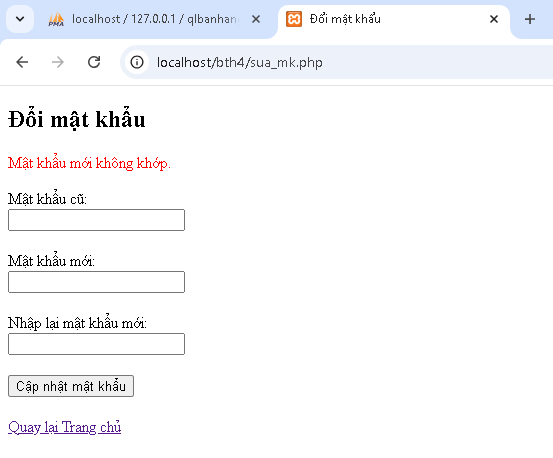 localhost / 127.0.0.1 / qlbanhan
Đổi mật khẩu
localhost/bth4/sua_mk.php
Đổi mật khẩu
Mật khẩu mới không khớp.
Mật khẩu cũ:
Mật khẩu mới:
Nhập lại mật khẩu mới:
Cập nhật mật khẩu
Quay lại Trang chủ